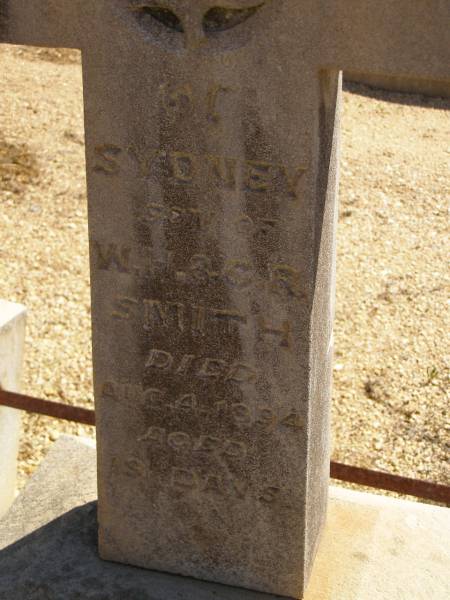 SYDNEY
SON OF
W.H. & C.R.
SMITH
DIED
AUG. 4. 1894
AGED
DAYS